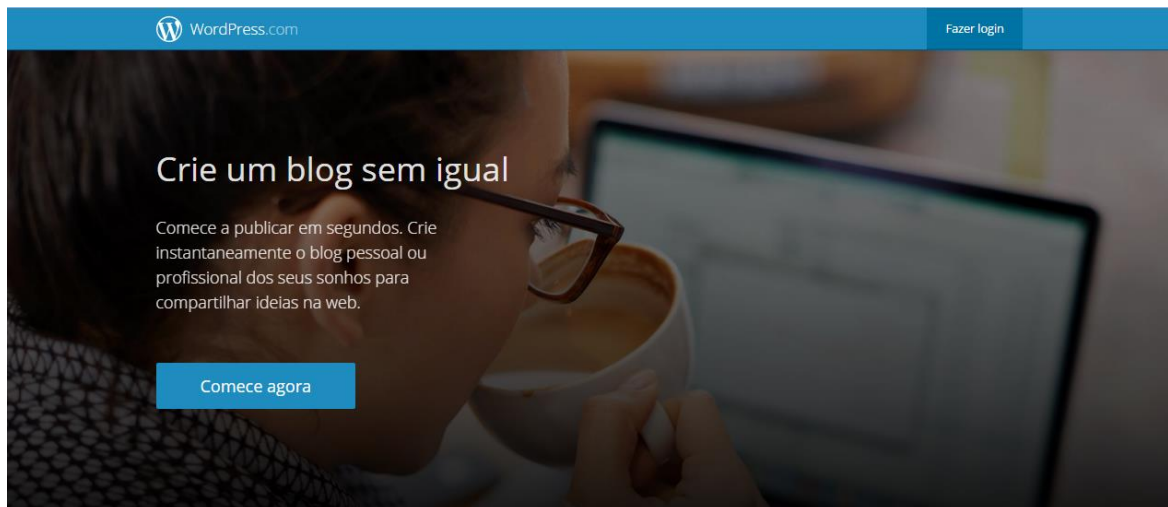 WordPress.com
Fazer login
Crie um blog sem igual
Comece a publicar em segundos. Crie
instantaneamente o blog pessoal ou
profissional dos seus sonhos para
compartilhar ideias na web.
Comece agora